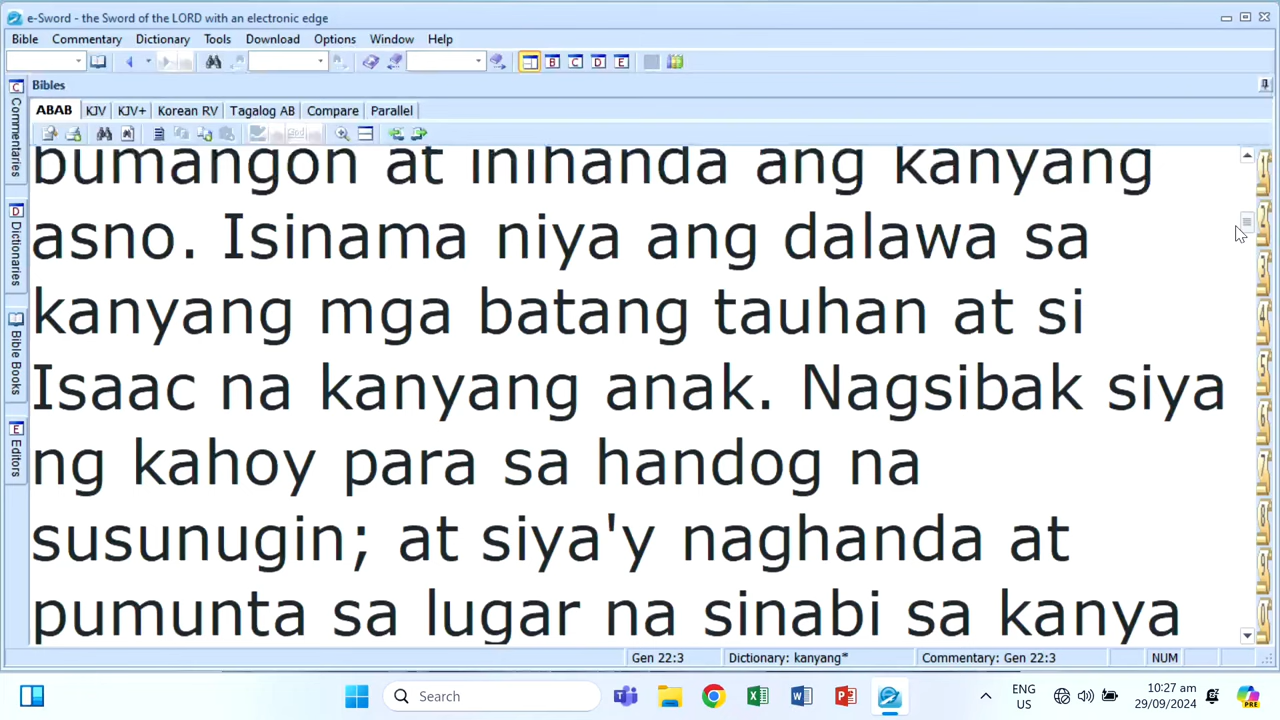 e-Sword - the Sword of the LORD with an electronic edge
Bible Commentary Dictionary Tools Download Options Window Help
Bibles
ABAB KJV KJV+ Korean RV Tagalog AB Compare Parallel
Commentaries
Dictionaries
Bible Books
Editors
bumangon at inihanda ang kanyang
asno. Isinama niya ang dalawa sa
kanyang mga batang tauhan at si
Isaac na kanyang anak. Nagsibak siya
ng kahoy para sa handog na
susunugin; at siya'y naghanda at
pumunta sa lugar na sinabi sa kanya
Gen 22:3 Dictionary: kanyang* Commentary: Gen 22:3 NUM
Search
ENG
US
10:27 am
29/09/2024
PRE